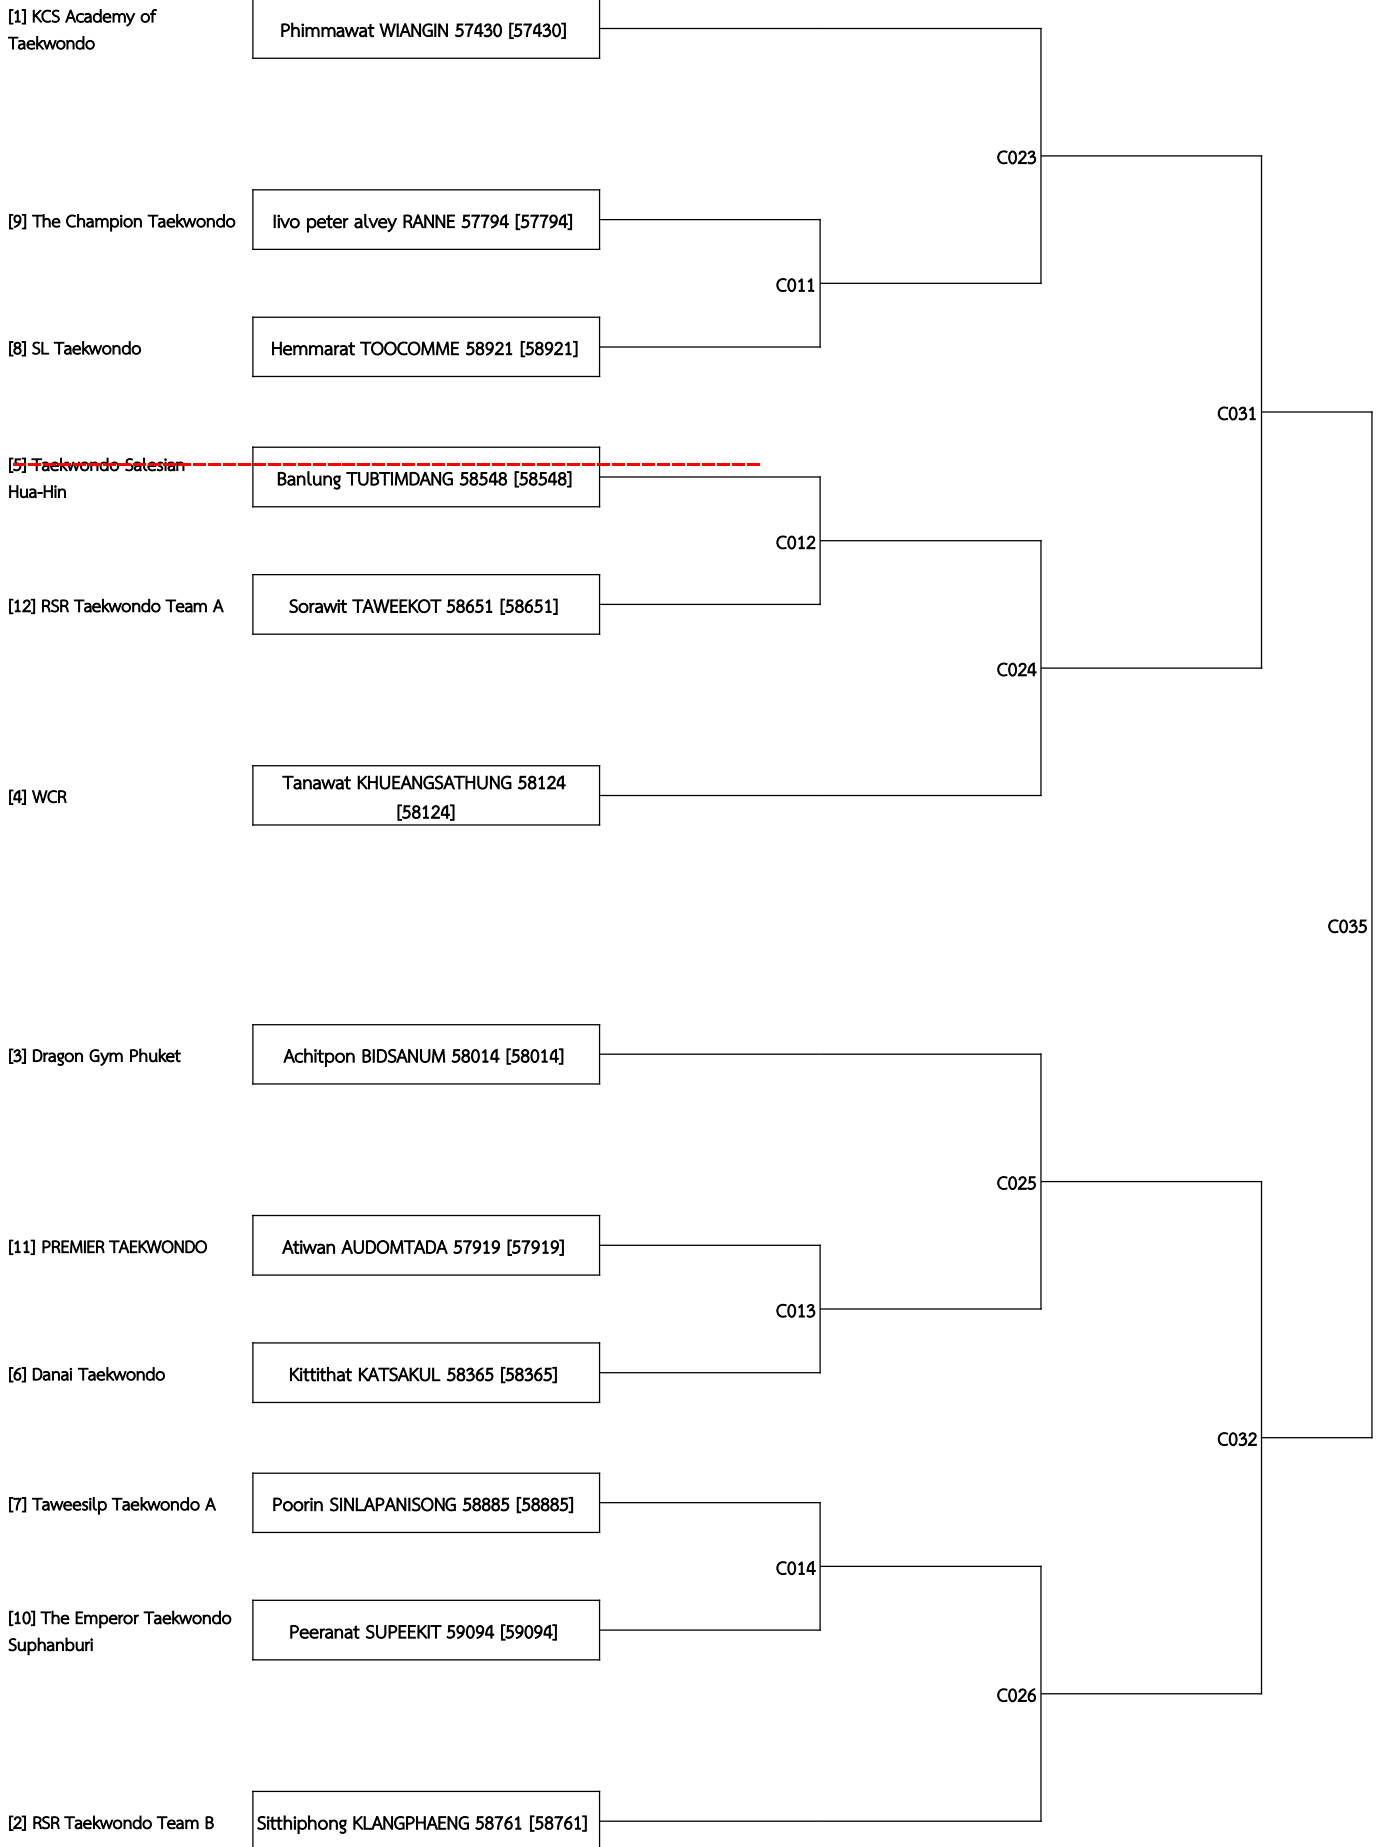 [1] KCS Academy of
Taekwondo
Phimmawat WIANGIN 57430 [57430]
C023
[9] The Champion Taekwondo
Iivo peter alvey RANNE 57794 [57794]
C011
[8] SL Taekwondo
Hemmarat TOOCOMME 58921 [58921]
C031
[5] Taekwondo Salesian
Hua-Hin
Banlung TUBTIMDANG 58548 [58548]
C012
[12] RSR Taekwondo Team A
Sorawit TAWEEKOT 58651 [58651]
C024
[4] WCR
Tanawat KHUEANGSATHUNG 58124
[58124]
C035
[3] Dragon Gym Phuket
Achitpon BIDSANUM 58014 [58014]
C025
[11] PREMIER TAEKWONDO
Atiwan AUDOMTADA 57919 [57919]
C013
[6] Danai Taekwondo
Kittithat KATSAKUL 58365 [58365]
C032
[7] Taweesilp Taekwondo A
Poorin SINLAPANISONG 58885 [58885]
C014
[10] The Emperor Taekwondo
Suphanburi
Peeranat SUPEEKIT 59094 [59094]
C026
[2] RSR Taekwondo Team B
Sitthiphong KLANGPHAENG 58761 [58761]